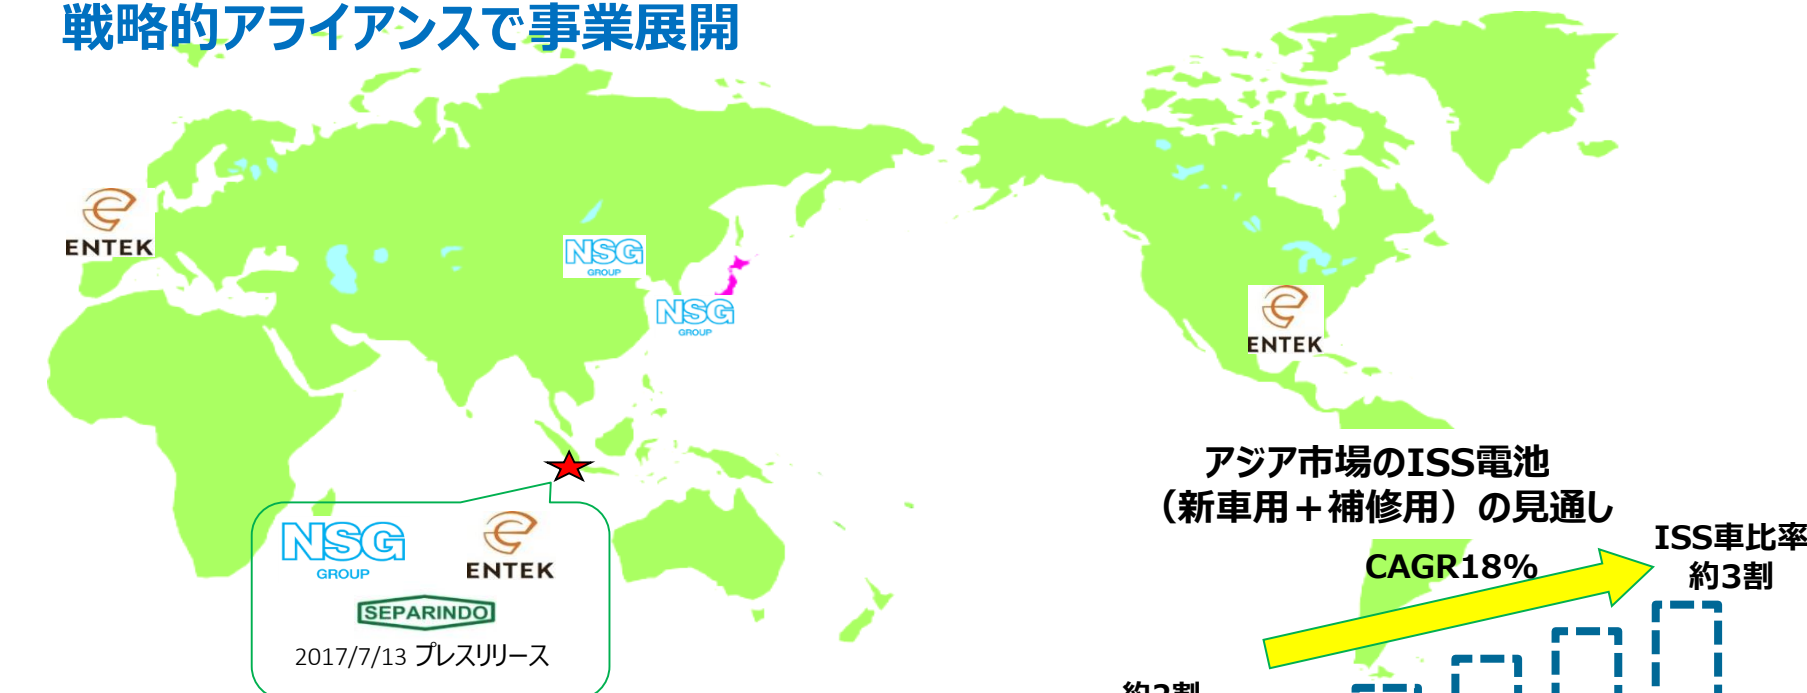 戦略的アライアンスで事業展開
ENTEK
NSG
GROUP
NSG
GROUP
ENTEK
NSG
GROUP
ENTEK
SEPARINDO
2017/7/13 プレスリリース
アジア市場のISS電池
（新車用＋補修用）の見通し
CAGR18%
ISS車比率
約3割